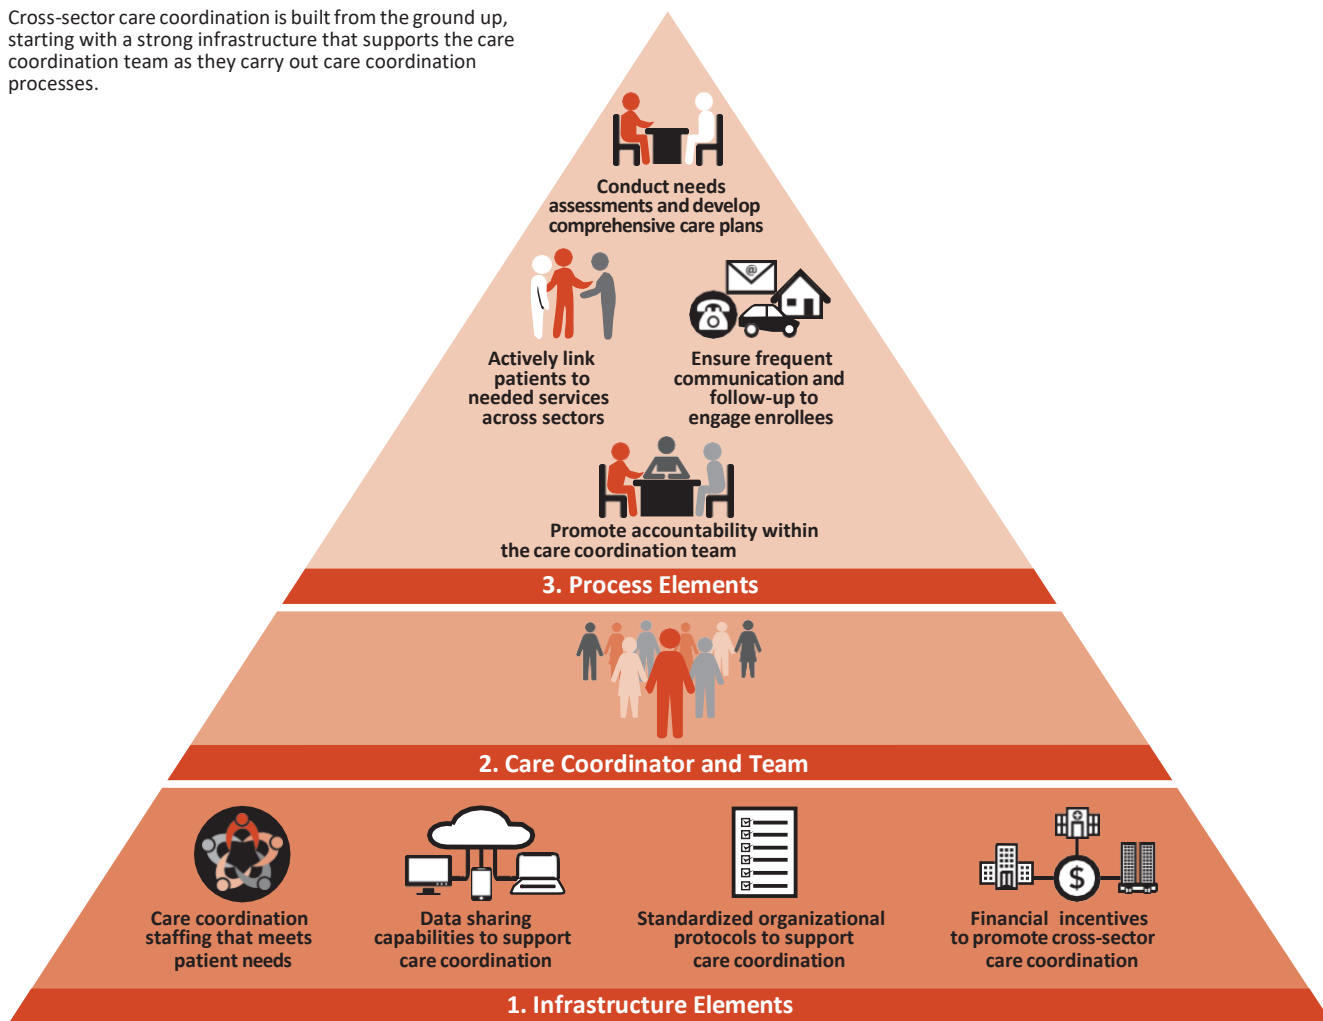 Cross-sector care coordination is built from the ground up,
starting with a strong infrastructure that supports the care
coordination team as they carry out care coordination
processes.
Conduct needs
assessments and develop
comprehensive care plans
Actively link
patients to
needed services
across sectors
@
Ensure frequent
communication and
follow-up to
engage enrollees
Promote accountability within
the care coordination team
3. Process Elements
2. Care Coordinator and Team
Care coordination
staffing that meets
patient needs
Data sharing
capabilities to support
care coordination
Standardized organizational
protocols to support
care coordination
$
Financial incentives
to promote cross-sector
care coordination
1. Infrastructure Elements